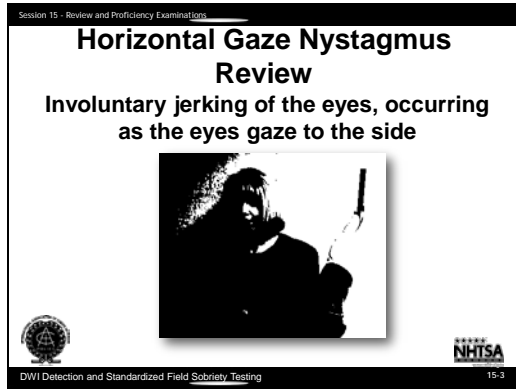 Session 15 - Review and Proficiency Examinations
Horizontal Gaze Nystagmus
Review
Involuntary jerking of the eyes, occurring
as the eyes gaze to the side
NHTSA
DWI Detection and Standardized Field Sobriety Testing
15-3